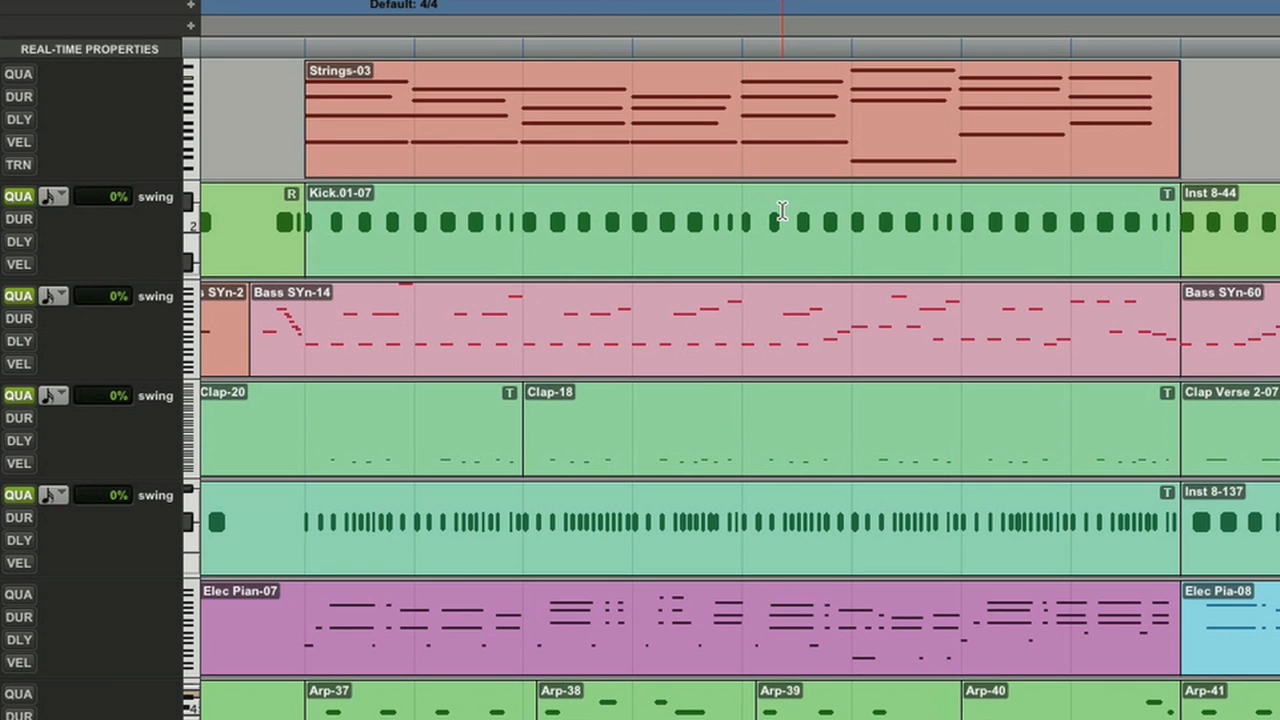 Default: 4/4
+
+
REAL-TIME PROPERTIES
QUA
DUR
DLY
VEL
TRN
Strings-03
QUA 0% swing
DUR
DLY
VEL
2
R
Kick.01-07
T
Inst 8-44
QUA 0% swing
DUR
DLY
VEL
SYn-2
Bass SYn-14
Bass SYn-60
QUA 0% swing
DUR
DLY
VEL
Clap-20
T
Clap-18
T
Clap Verse 2-07
QUA 0% swing
DUR
DLY
VEL
T
Inst 8-137
QUA
DUR
DLY
VEL
Elec Pian-07
Elec Pia-08
QUA
DUR
4
Arp-37
Arp-38
Arp-39
Arp-40
Arp-41